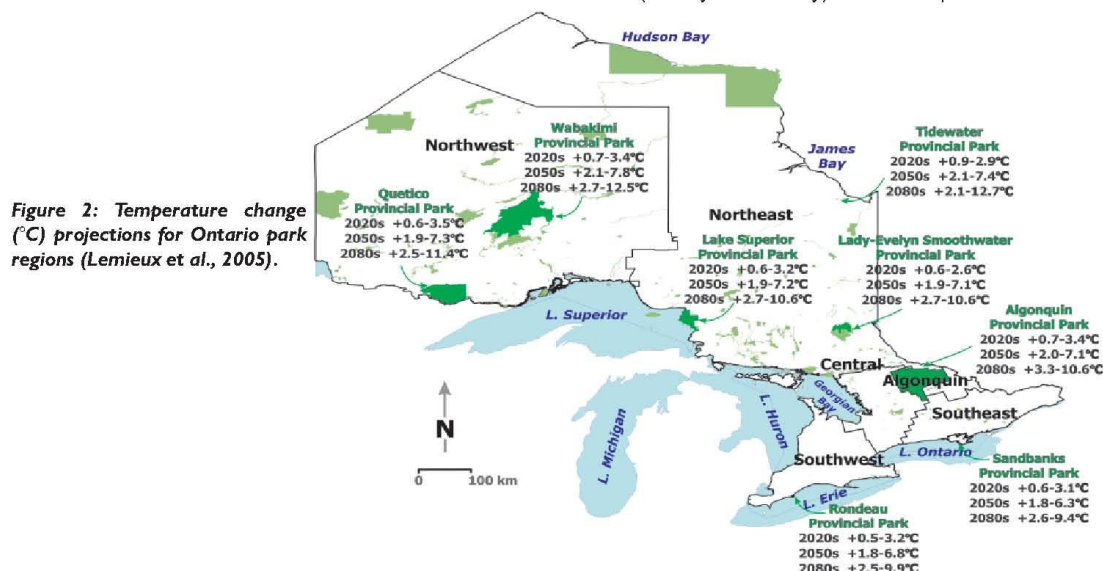 Hudson Bay
Northwest
Wabakimi
Provincial Park
2020s +0.7-3.4℃
2050s +2.1-7.8℃
2080s +2.7-12.5℃
James
Bay
Tidewater
Provincial Park
2020s +0.9-2.9℃
2050s +2.1-7.4℃
2080s +2.1-12.7℃
Figure 2: Temperature change
(°C) projections for Ontario park
regions (Lemieux et al., 2005).
Quetico
Provincial Park
2020s +0.6-3.5℃
2050s +1.9-7.3℃
2080s +2.5-11.4℃
Northeast
Lake Superior
Provincial Park
2020s +0.6-3.2℃
2050s +1.9-7.2℃
2080s +2.7-10.6℃
Lady-Evelyn Smoothwater
Provincial Park
2020s +0.6-2.6℃
2050s +1.9-7.1℃
2080s +2.7-10.6℃
Algonquin
Provincial Park
2020s +0.7-3.4℃
2050s +2.0-7.1℃
2080s +3.3-10.6℃
L. Superior
Central
Algonquin
Georgian
Bay
Southeast
N
L. Michigan
L. Huron
Southwest
L. Ontario
0 100 km
Sandbanks
Provincial Park
2020s +0.6-3.1℃
2050s +1.8-6.3℃
2080s +2.6-9.4℃
L. Erie
Rondeau
Provincial Park
2020s +0.5-3.2℃
2050s +1.8-6.8℃
2080s +2.5-9.9℃